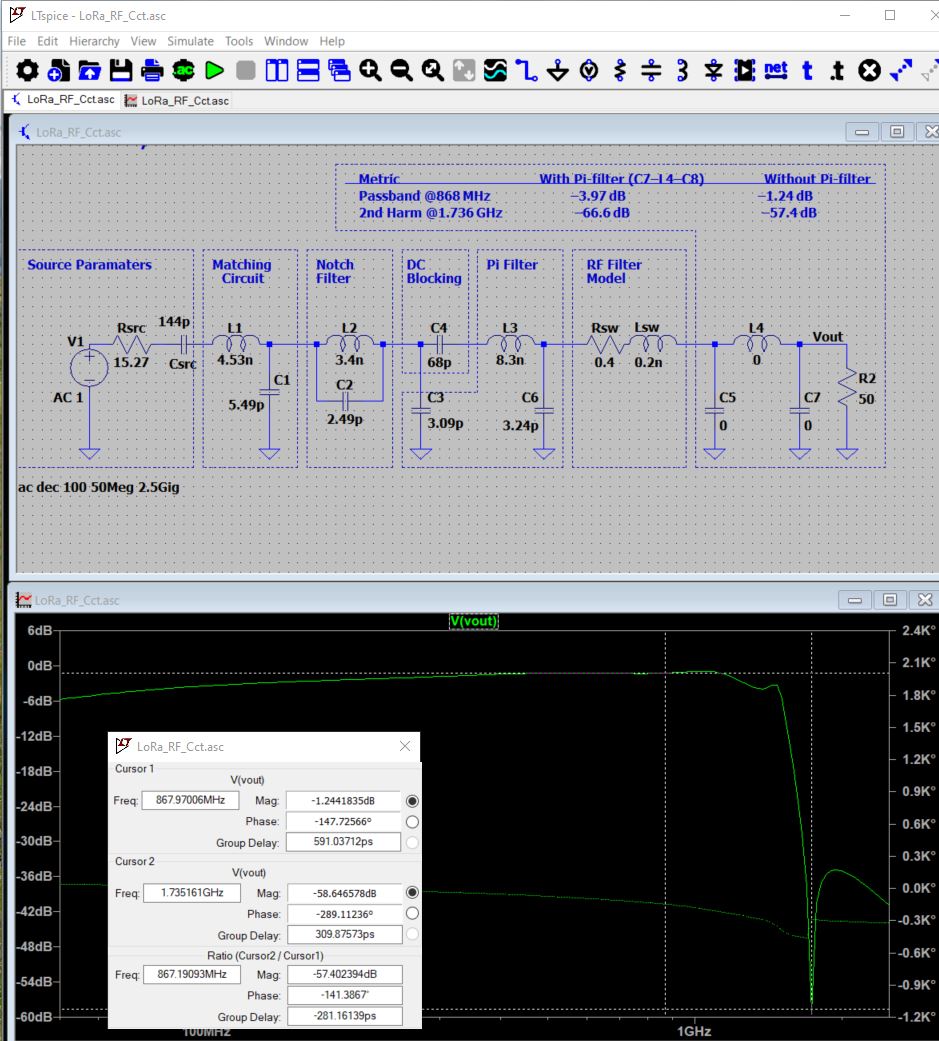 LTspice - LoRa_RF_Cct.asc
File Edit Hierarchy View Simulate Tools Window Help
.ac net t .t
LoRa_RF_Cct.asc LoRa_RF_Cct.asc
LoRa_RF_Cct.asc
Metric With Pi-filter (C7–L4–C8) Without Pi-filter
Passband @868 MHz −3.97 dB −1.24 dB
2nd Harm @1.736 GHz −66.6 dB −57.4 dB
Source Paramaters Matching Circuit Notch Filter DC Blocking Pi Filter RF Filter Model
V1
AC 1
Rsrc
15.27
144p
Csrc
L1
4.53n
C1
5.49p
L2
3.4n
C2
2.49p
C4
68p
C3
3.09p
L3
8.3n
C6
3.24p
Rsw
0.4
Lsw
0.2n
C5
0
L4
0
C7
0
Vout
R2
50
ac dec 100 50Meg 2.5Gig
LoRa_RF_Cct.asc
V(vout)
6dB 2.4K°
0dB 2.1K°
-6dB 1.8K°
-12dB 1.5K°
-18dB 1.2K°
-24dB 0.9K°
-30dB 0.6K°
-36dB 0.3K°
-42dB 0.0K°
-48dB -0.3K°
-54dB -0.6K°
-60dB -0.9K°
-1.2K°
100MHz 1GHz
LoRa_RF_Cct.asc
Cursor 1
V(vout)
Freq: 867.97006MHz Mag: -1.2441835dB
Phase: -147.72566°
Group Delay: 591.03712ps
Cursor 2
V(vout)
Freq: 1.735161GHz Mag: -58.646578dB
Phase: -289.11236°
Group Delay: 309.87573ps
Ratio (Cursor2 / Cursor1)
Freq: 867.19093MHz Mag: -57.402394dB
Phase: -141.3867°
Group Delay: -281.16139ps